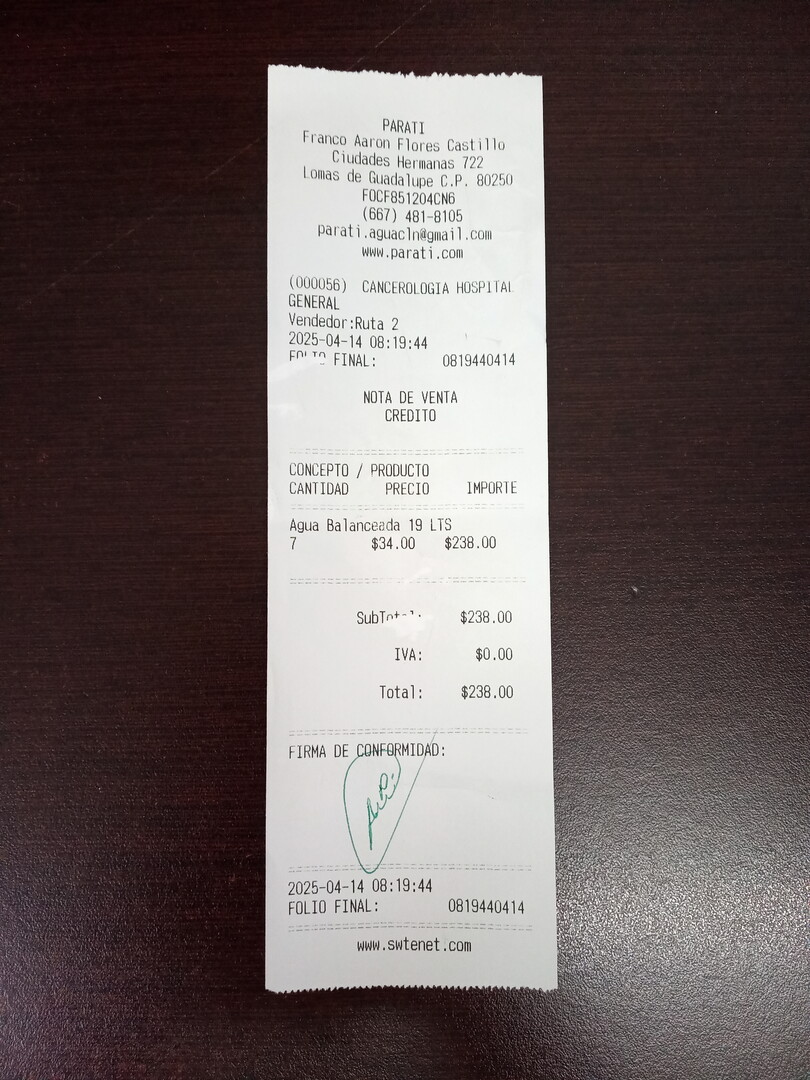 PARATI
Franco Aaron Flores Castillo
Ciudades Hermanas 722
Lomas de Guadalupe C.P. 80250
FOCF851204CN6
(667) 481-8105
parati.aguacln@gmail.com
www.parati.com
(000056) CANCEROLOGIA HOSPITAL
GENERAL
Vendedor:Ruta 2
2025-04-14 08:19:44
FOLIO FINAL: 0819440414
NOTA DE VENTA
CREDITO
CONCEPTO / PRODUCTO
CANTIDAD PRECIO IMPORTE
Agua Balanceada 19 LTS
7 $34.00 $238.00
SubTotal: $238.00
IVA: $0.00
Total: $238.00
FIRMA DE CONFORMIDAD:
2025-04-14 08:19:44
FOLIO FINAL: 0819440414
www.swtenet.com